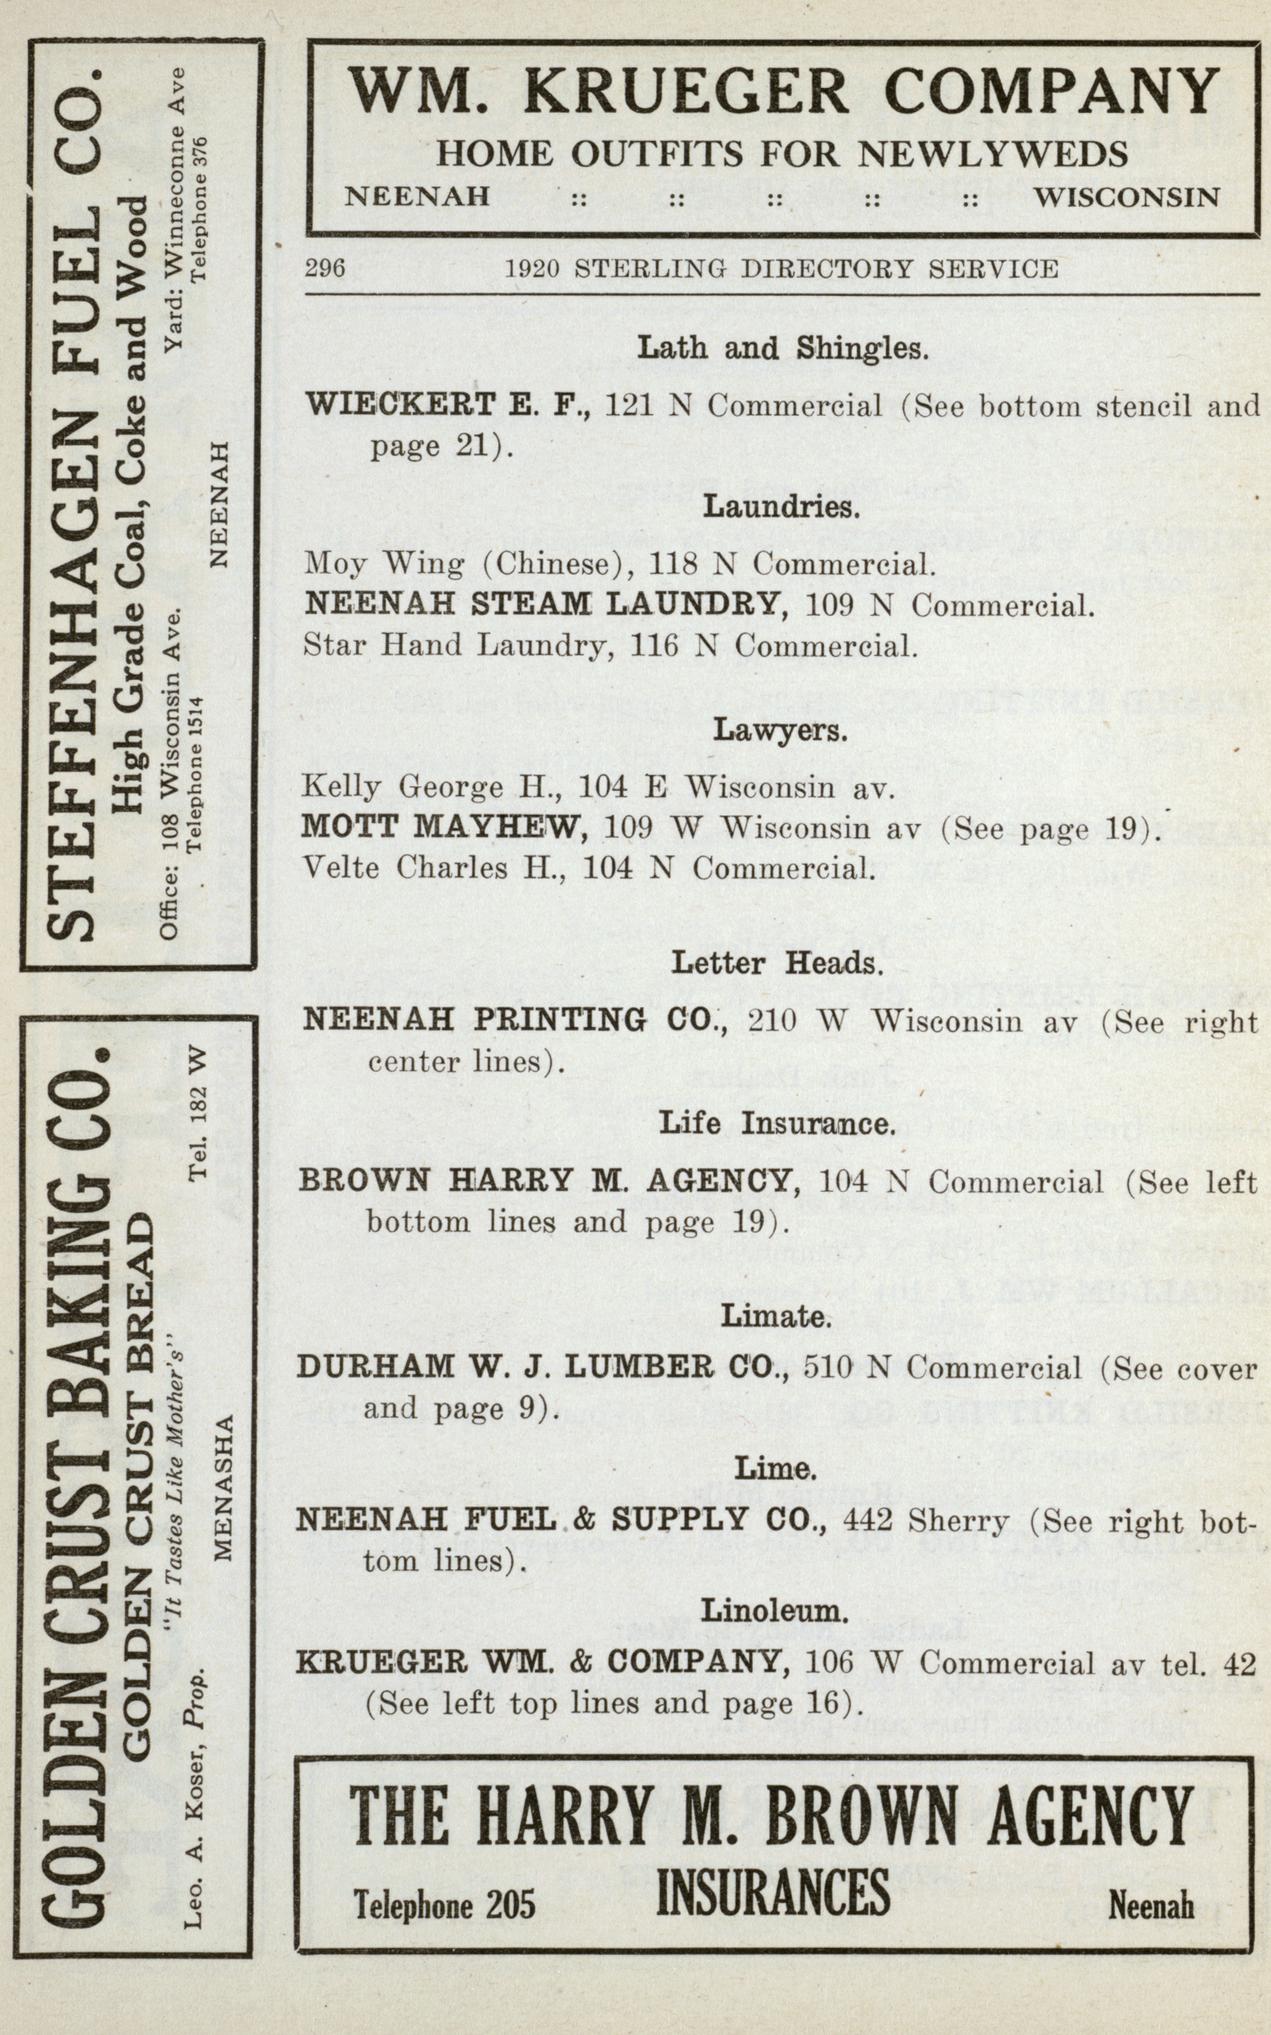 STEFFENHAGEN FUEL CO.
High Grade Coal, Coke and Wood
Office: 108 Wisconsin Ave. Yard: Winneconne Ave
Telephone 1514 Telephone 376
NEENAH
GOLDEN CRUST BAKING CO.
GOLDEN CRUST BREAD
"It Tastes Like Mother's"
Leo. A. Koser, Prop. Tel. 182 W
MENASHA
WM. KRUEGER COMPANY
HOME OUTFITS FOR NEWLYWEDS
NEENAH :: :: :: :: :: WISCONSIN
296 1920 STERLING DIRECTORY SERVICE
Lath and Shingles.
WIECKERT E. F., 121 N Commercial (See bottom stencil and
page 21).
Laundries.
Moy Wing (Chinese), 118 N Commercial.
NEENAH STEAM LAUNDRY, 109 N Commercial.
Star Hand Laundry, 116 N Commercial.
Lawyers.
Kelly George H., 104 E Wisconsin av.
MOTT MAYHEW, 109 W Wisconsin av (See page 19).
Velte Charles H., 104 N Commercial.
Letter Heads.
NEENAH PRINTING CO., 210 W Wisconsin av (See right
center lines).
Life Insurance.
BROWN HARRY M. AGENCY, 104 N Commercial (See left
bottom lines and page 19).
Limate.
DURHAM W. J. LUMBER CO., 510 N Commercial (See cover
and page 9).
Lime.
NEENAH FUEL & SUPPLY CO., 442 Sherry (See right bot-
tom lines).
Linoleum.
KRUEGER WM. & COMPANY, 106 W Commercial av tel. 42
(See left top lines and page 16).
THE HARRY M. BROWN AGENCY
Telephone 205 INSURANCES Neenah